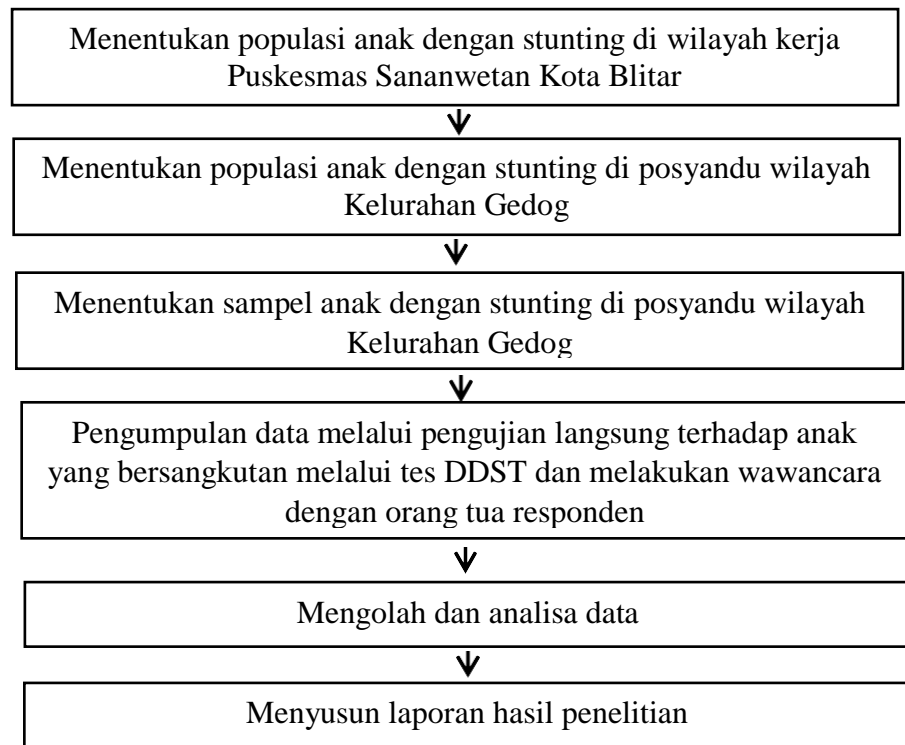 Menentukan populasi anak dengan stunting di wilayah kerja
Puskesmas Sananwetan Kota Blitar
Menentukan populasi anak dengan stunting di posyandu wilayah
Kelurahan Gedog
Menentukan sampel anak dengan stunting di posyandu wilayah
Kelurahan Gedog
Pengumpulan data melalui pengujian langsung terhadap anak
yang bersangkutan melalui tes DDST dan melakukan wawancara
dengan orang tua responden
Mengolah dan analisa data
Menyusun laporan hasil penelitian